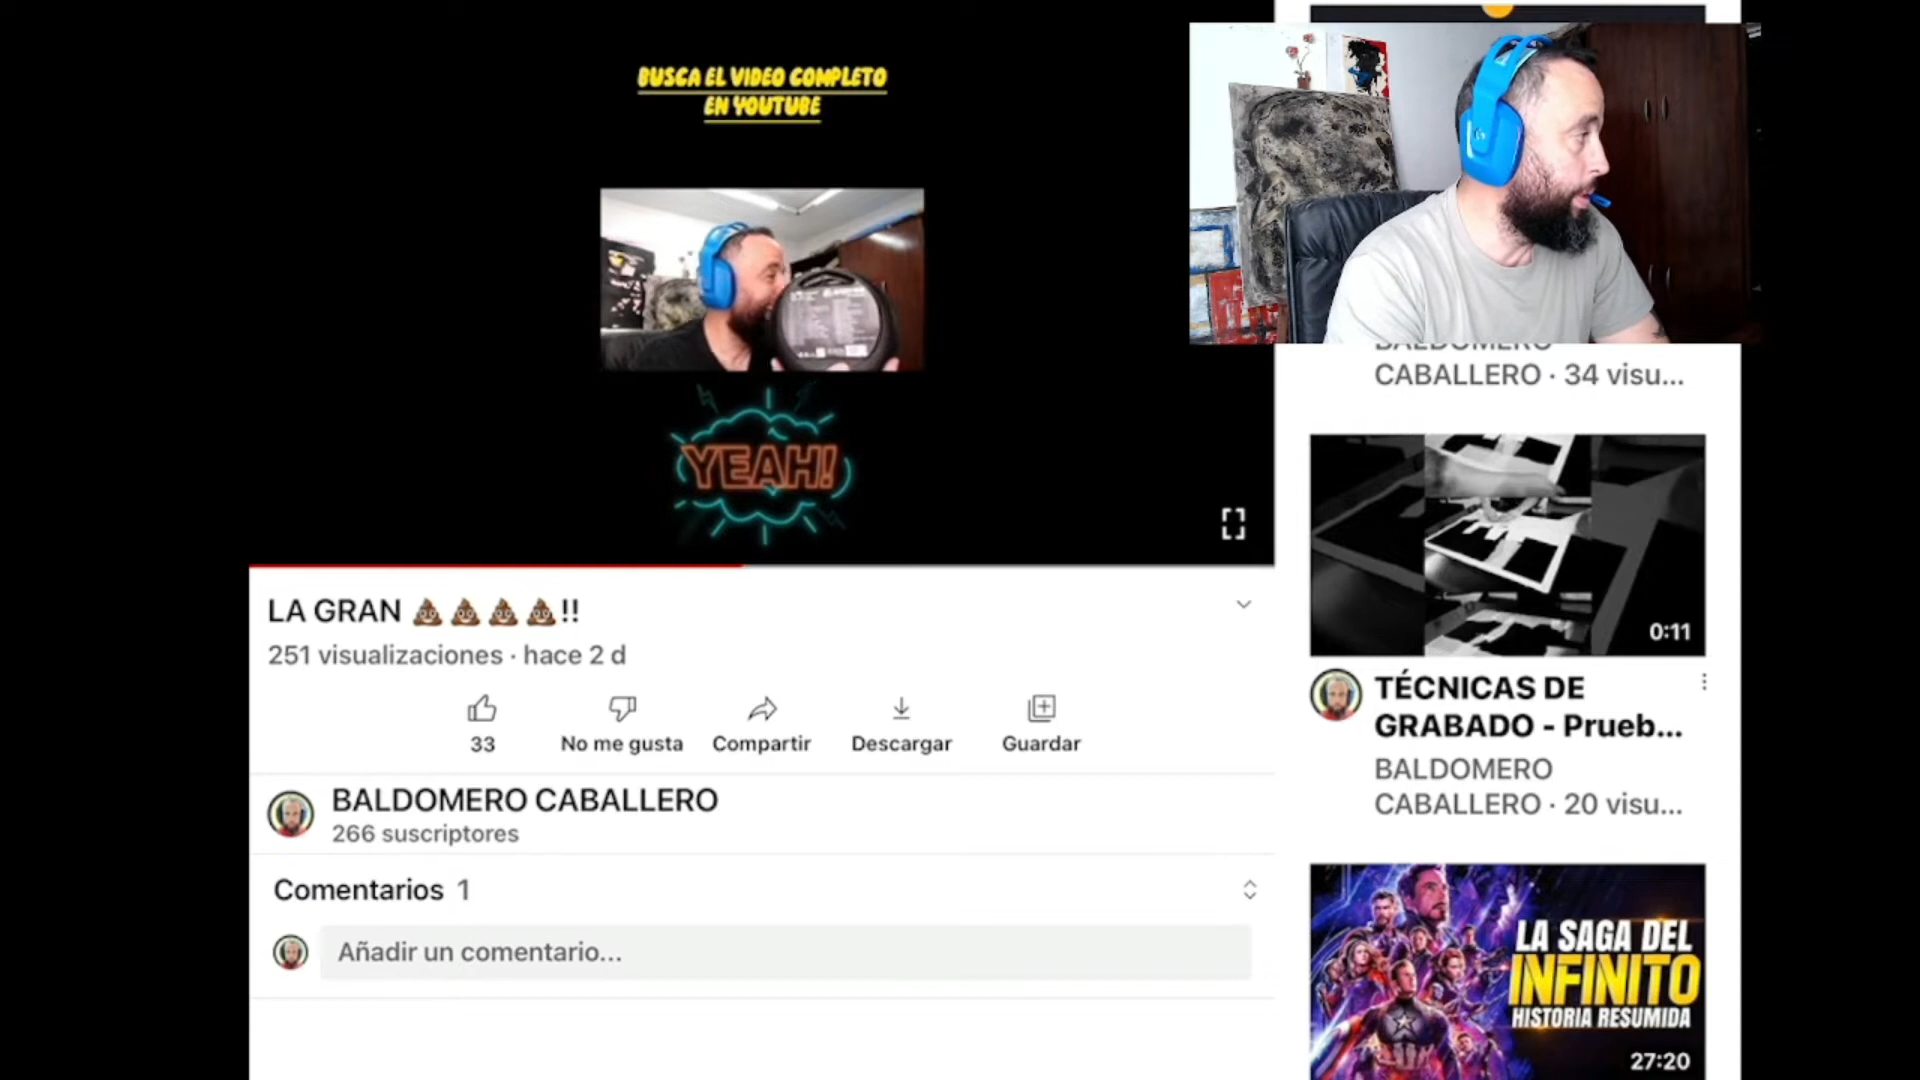 BUSCA EL VIDEO COMPLETO
EN YOUTUBE
YEAH!
LA GRAN 💩💩💩💩!!
251 visualizaciones · hace 2 d
33
No me gusta
Compartir
Descargar
Guardar
BALDOMERO CABALLERO
266 suscriptores
Comentarios 1
Añadir un comentario...
BALDOMERO
CABALLERO · 34 visu...
0:11
TÉCNICAS DE
GRABADO - Prueb...
BALDOMERO
CABALLERO · 20 visu...
LA SAGA DEL
INFINITO
HISTORIA RESUMIDA
27:20